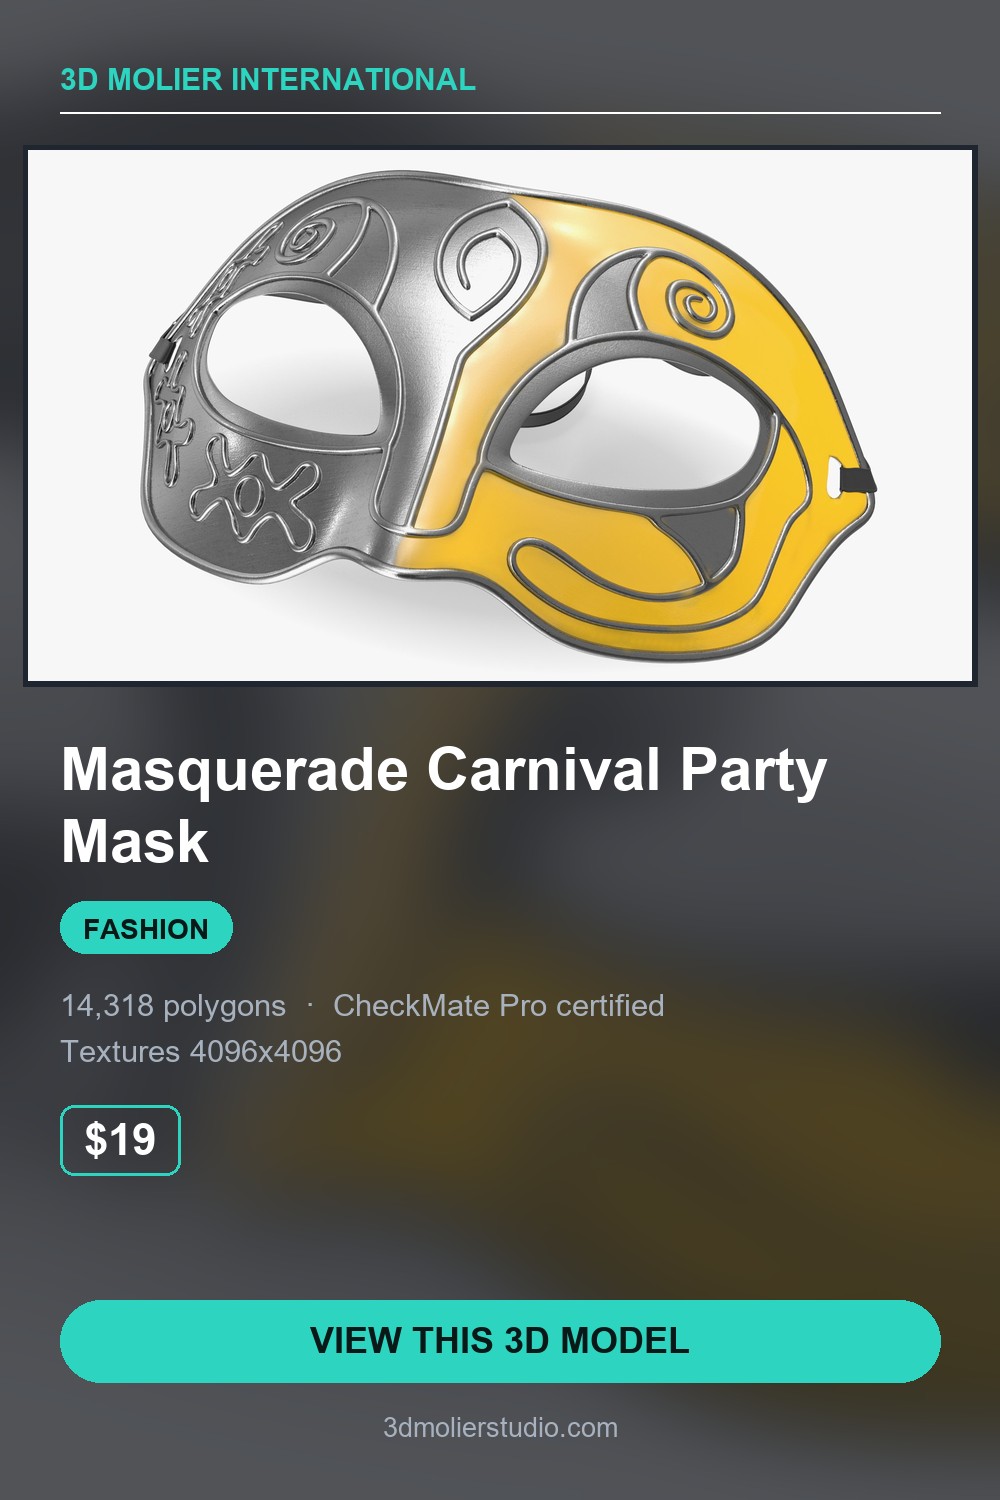 3D MOLIER INTERNATIONAL
Masquerade Carnival Party
Mask
FASHION
14,318 polygons · CheckMate Pro certified
Textures 4096x4096
$19
VIEW THIS 3D MODEL
3dmolierstudio.com